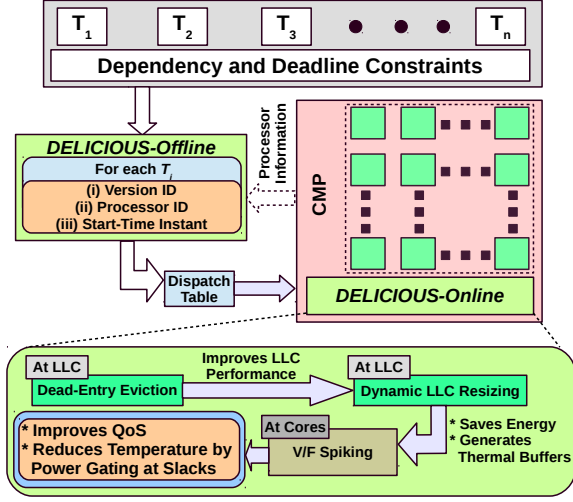 T1 T2 T3 Tn
Dependency and Deadline Constraints
DELICIOUS-Offline
For each Ti
(i) Version ID
(ii) Processor ID
(iii) Start-Time Instant
Processor
Information
CMP
Dispatch
Table
DELICIOUS-Online
At LLC
Dead-Entry Eviction
Improves LLC
Performance
At LLC
Dynamic LLC Resizing
* Saves Energy
* Generates
Thermal Buffers
At Cores
V/F Spiking
* Improves QoS
* Reduces Temperature by
Power Gating at Slacks